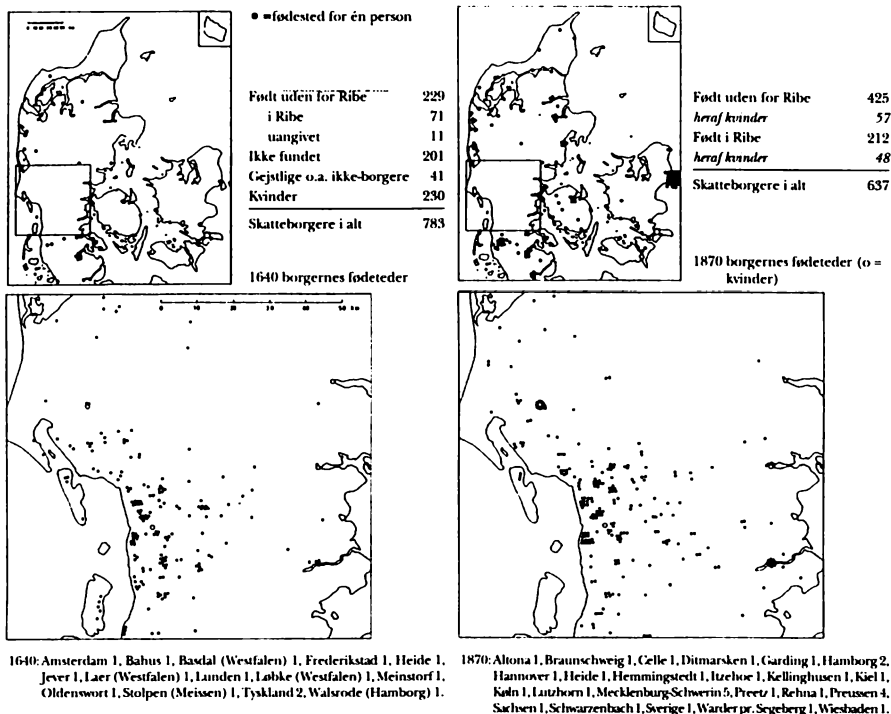 ● = fødested for én person
Født uden for Ribe 229
i Ribe 71
uangivet 11
Ikke fundet 201
Gejstlige o.a. ikke-borgere 41
Kvinder 230
Skatteborgere i alt 783
1640 borgernes fødeteder
Født uden for Ribe 425
heraf kvinder 57
Født i Ribe 212
heraf kvinder 48
Skatteborgere i alt 637
1870 borgernes fødeteder (o =
kvinder)
1640: Amsterdam 1, Bahus 1, Basdal (Westfalen) 1, Frederikstad 1, Heide 1,
Jever 1, Laer (Westfalen) 1, Lunden 1, Løbke (Westfalen) 1, Meinstorf 1,
Oldenswort 1, Stolpen (Meissen) 1, Tyskland 2, Walsrode (Hamborg) 1.
1870: Altona 1, Braunschweig 1, Celle 1, Ditmarsken 1, Garding 1, Hamborg 2,
Hannover 1, Heide 1, Hemmingstedt 1, Itzehoe 1, Kellinghusen 1, Kiel 1,
Køln 1, Lutzhorn 1, Mecklenburg-Schwerin 5, Preetz 1, Rehna 1, Preussen 4,
Sachsen 1, Schwarzenbach 1, Sverige 1, Warder pr. Segeberg 1, Wiesbaden 1.